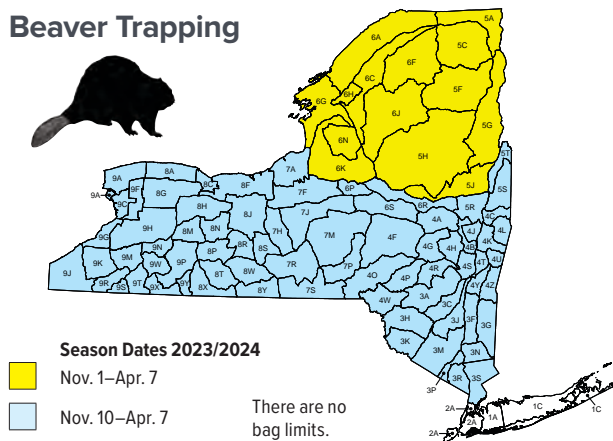 Beaver Trapping
5A
6A
5C
6F
6C
5F
6H
6G
6J
5G
6N
5H
6K
5T
7A
5J
8A
9A
6P
5S
9F
8C
8F
7F
9A
8G
9C
6S
6R
5R
8H
7J
4A
4C
8J
4J
4L
9H
8M
8N
7H
7M
4F
9G
4G
4H
4B
4K
8R
8S
9K
9M
9N
9W
9P
8P
7R
7P
4R
4S
4T
4U
9J
4O
4P
8T
8W
9R
9S
9T
9X
9Y
8X
8Y
7S
4Y
4Z
4W
3A
3C
3H
3J
3F
3G
3K
3M
3N
3P
3R
3S
Season Dates 2023/2024
Nov. 1–Apr. 7
Nov. 10–Apr. 7
There are no
bag limits.
2A
2A
2A
1A
1C
1C